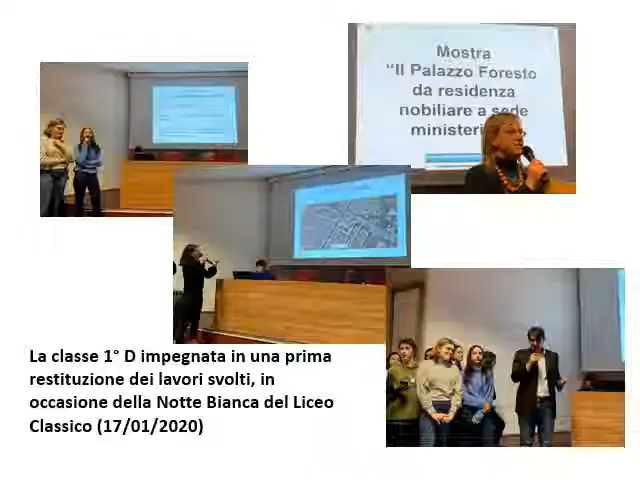 Mostra
“Il Palazzo Foresto
da residenza
nobiliare a sede
La classe 1° D impegnata in una prima
restituzione dei lavori svolti, in
occasione della Notte Bianca del Liceo
Classico (17/01/2020)